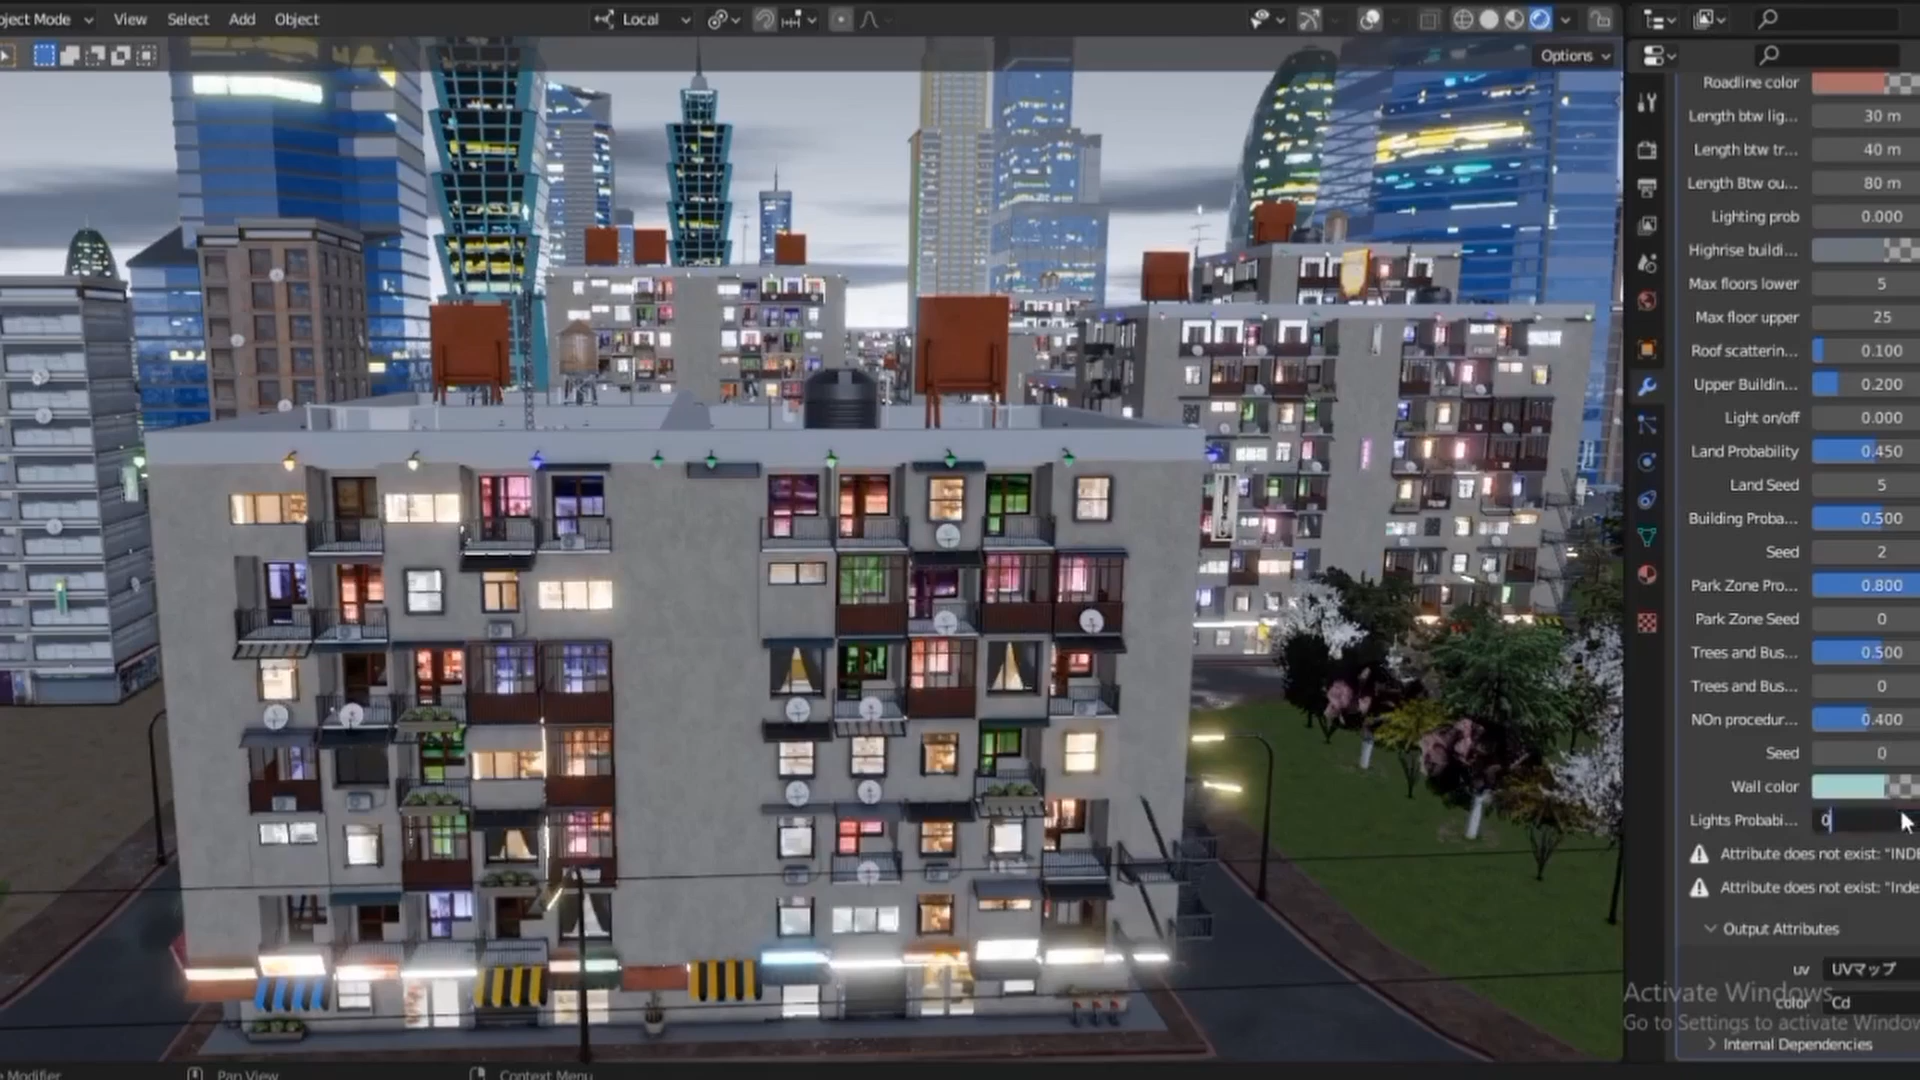 oject Mode View Select Add Object Local
Options
Roadline color
Length btw lig... 30 m
Length btw tr... 40 m
Length Btw ou... 80 m
Lighting prob 0.000
Highrise buildi...
Max floors lower 5
Max floor upper 25
Roof scatterin... 0.100
Upper Buildin... 0.200
Light on/off 0.000
Land Probability 0.450
Land Seed 5
Building Proba... 0.500
Seed 2
Park Zone Pro... 0.800
Park Zone Seed 0
Trees and Bus... 0.500
Trees and Bus... 0
NOn procedur... 0.400
Seed 0
Wall color
Lights Probabi... 0
Attribute does not exist: "INDE
Attribute does not exist: "Inde
Output Attributes
uv UVマップ
color Cd
Activate Windows
Go to Settings to activate Window
Internal Dependencies
e Modifier Pan View Context Menu